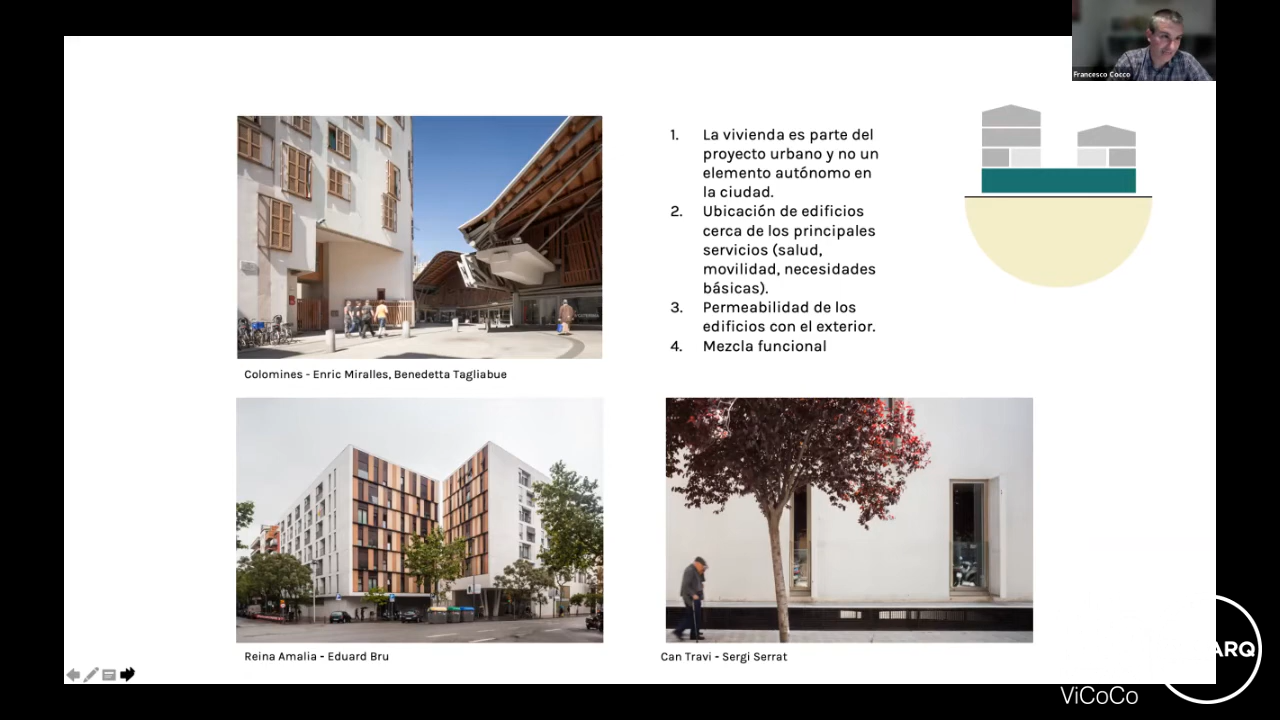 Francesco Cocco
1. La vivienda es parte del
proyecto urbano y no un
elemento autónomo en
la ciudad.
2. Ubicación de edificios
cerca de los principales
servicios (salud,
movilidad, necesidades
básicas).
3. Permeabilidad de los
edificios con el exterior.
4. Mezcla funcional
Colomines - Enric Miralles, Benedetta Tagliabue
Reina Amalia - Eduard Bru
Can Travi - Sergi Serrat
ARQ
ViCoCo